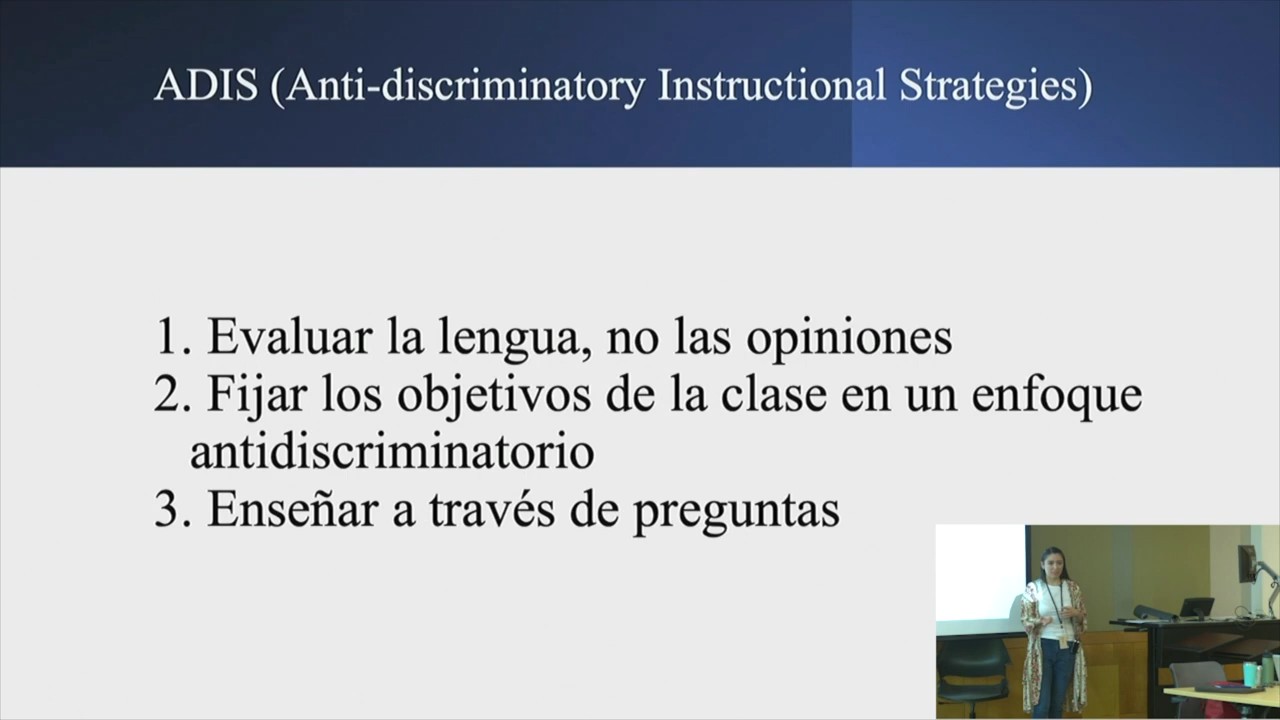 ADIS (Anti-discriminatory Instructional Strategies)
1. Evaluar la lengua, no las opiniones
2. Fijar los objetivos de la clase en un enfoque
antidiscriminatorio
3. Enseñar a través de preguntas